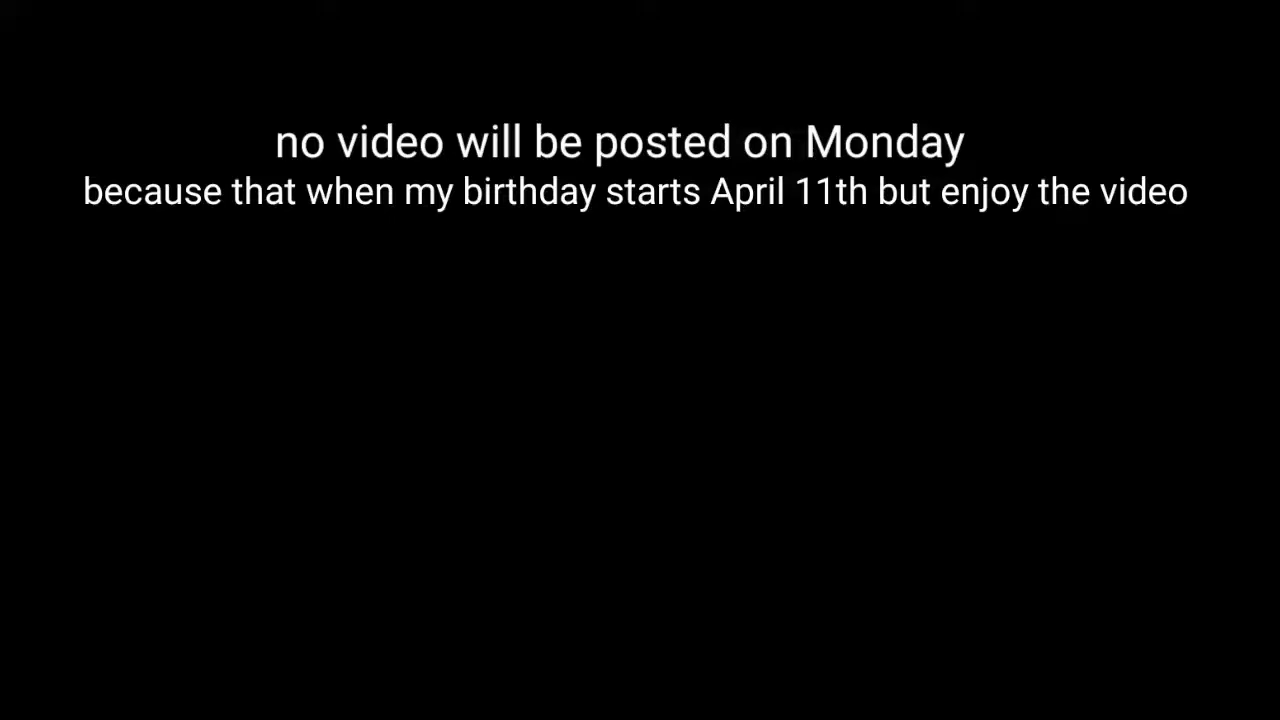 no video will be posted on Monday
because that when my birthday starts April 11th but enjoy the video